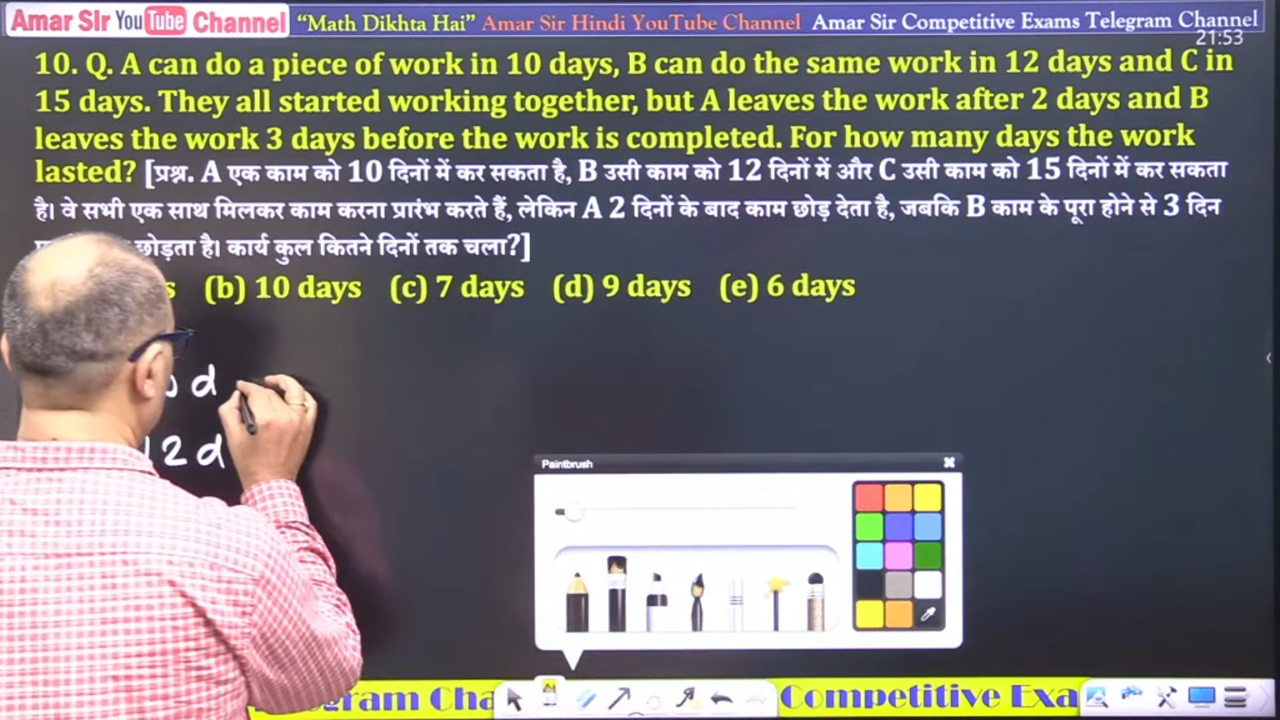 Amar SIr YouTube Channel “Math Dikhta Hai” Amar Sir Hindi YouTube Channel Amar Sir Competitive Exams Telegram Channel
21:53
10. Q. A can do a piece of work in 10 days, B can do the same work in 12 days and C in
15 days. They all started working together, but A leaves the work after 2 days and B
leaves the work 3 days before the work is completed. For how many days the work
lasted? [प्रश्न. A एक काम को 10 दिनों में कर सकता है, B उसी काम को 12 दिनों में और C उसी काम को 15 दिनों में कर सकता
है। वे सभी एक साथ मिलकर काम करना प्रारंभ करते हैं, लेकिन A 2 दिनों के बाद काम छोड़ देता है, जबकि B काम के पूरा होने से 3 दिन
छोड़ता है। कार्य कुल कितने दिनों तक चला?]
(b) 10 days (c) 7 days (d) 9 days (e) 6 days
d
12 d
Paintbrush
Competitive Exa